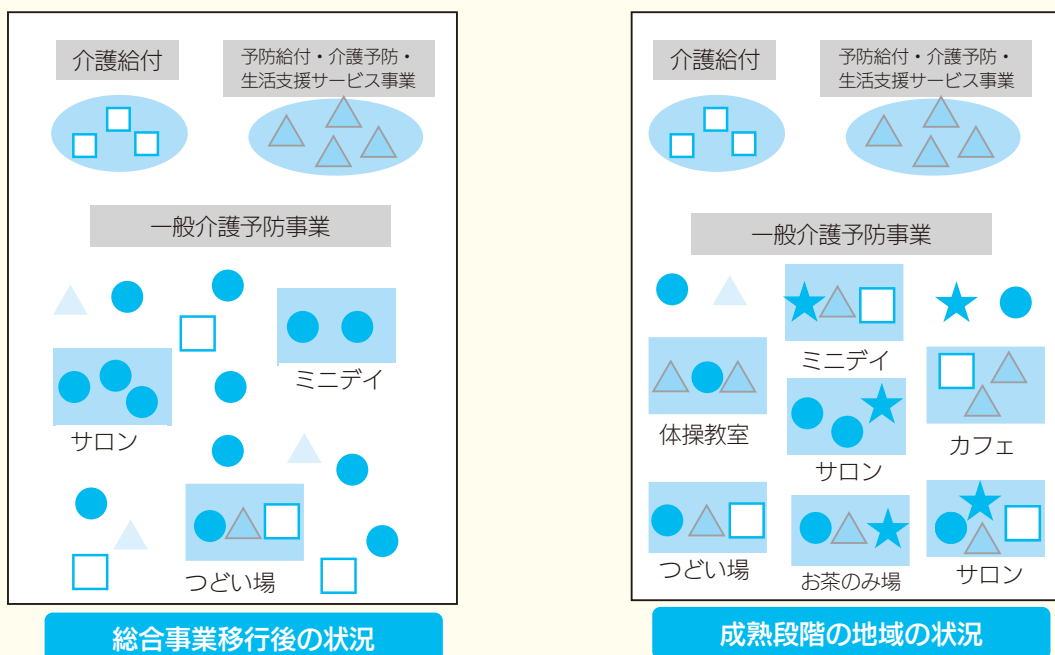 介護給付
予防給付・介護予防・
生活支援サービス事業
一般介護予防事業
ミニデイ
サロン
つどい場
総合事業移行後の状況
介護給付
予防給付・介護予防・
生活支援サービス事業
一般介護予防事業
ミニデイ
体操教室
サロン
カフェ
つどい場
お茶のみ場
サロン
成熟段階の地域の状況